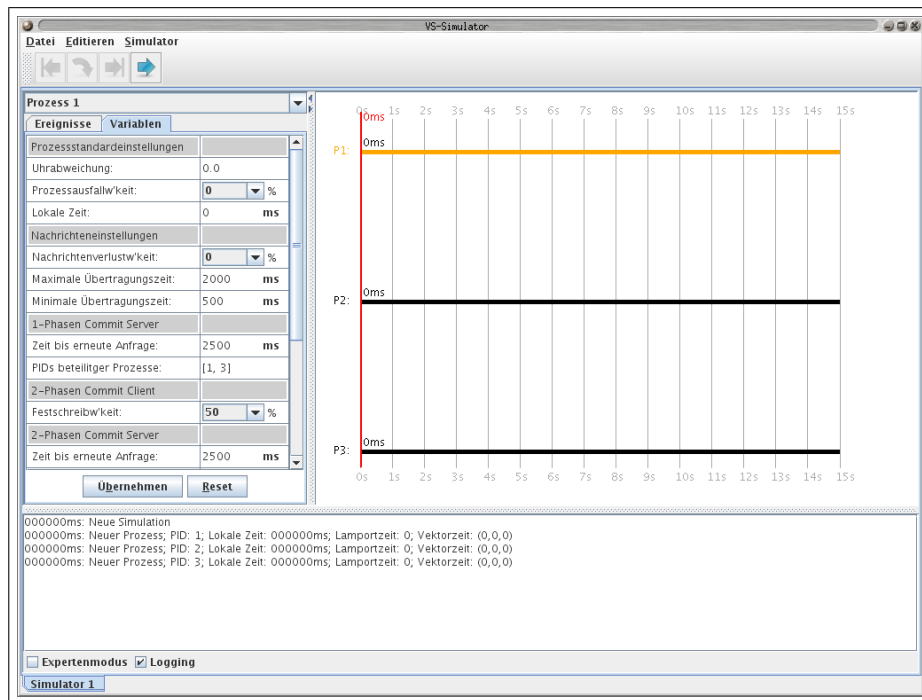 VS-Simulator
Datei Editieren Simulator
Prozess 1
Ereignisse Variablen
Prozessstandardeinstellungen
Uhrabweichung: 0.0
Prozessausfallw'keit: 0 %
Lokale Zeit: 0 ms
Nachrichteneinstellungen
Nachrichtenverlustw'keit: 0 %
Maximale Übertragungszeit: 2000 ms
Minimale Übertragungszeit: 500 ms
1-Phasen Commit Server
Zeit bis erneute Anfrage: 2500 ms
PIDs beteilitger Prozesse: [1, 3]
2-Phasen Commit Client
Festschreibw'keit: 50 %
2-Phasen Commit Server
Zeit bis erneute Anfrage: 2500 ms
Übernehmen Reset
0s 1s 2s 3s 4s 5s 6s 7s 8s 9s 10s 11s 12s 13s 14s 15s
0ms
P1: 0ms
P2: 0ms
P3: 0ms
0s 1s 2s 3s 4s 5s 6s 7s 8s 9s 10s 11s 12s 13s 14s 15s
000000ms: Neue Simulation
000000ms: Neuer Prozess; PID: 1; Lokale Zeit: 000000ms; Lamportzeit: 0; Vektorzeit: (0,0,0)
000000ms: Neuer Prozess; PID: 2; Lokale Zeit: 000000ms; Lamportzeit: 0; Vektorzeit: (0,0,0)
000000ms: Neuer Prozess; PID: 3; Lokale Zeit: 000000ms; Lamportzeit: 0; Vektorzeit: (0,0,0)
Expertenmodus Logging
Simulator 1